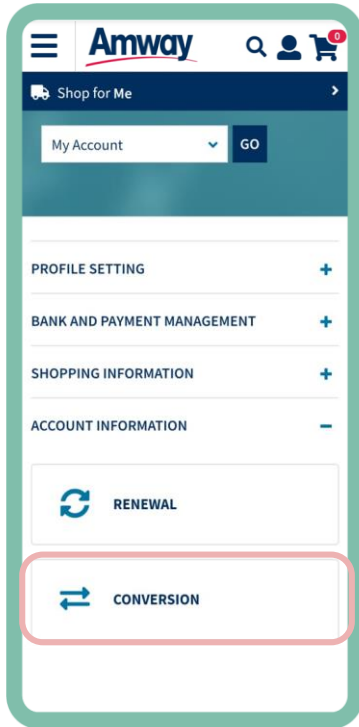 Amway
0
Shop for Me
My Account
GO
PROFILE SETTING
BANK AND PAYMENT MANAGEMENT
SHOPPING INFORMATION
ACCOUNT INFORMATION
RENEWAL
CONVERSION